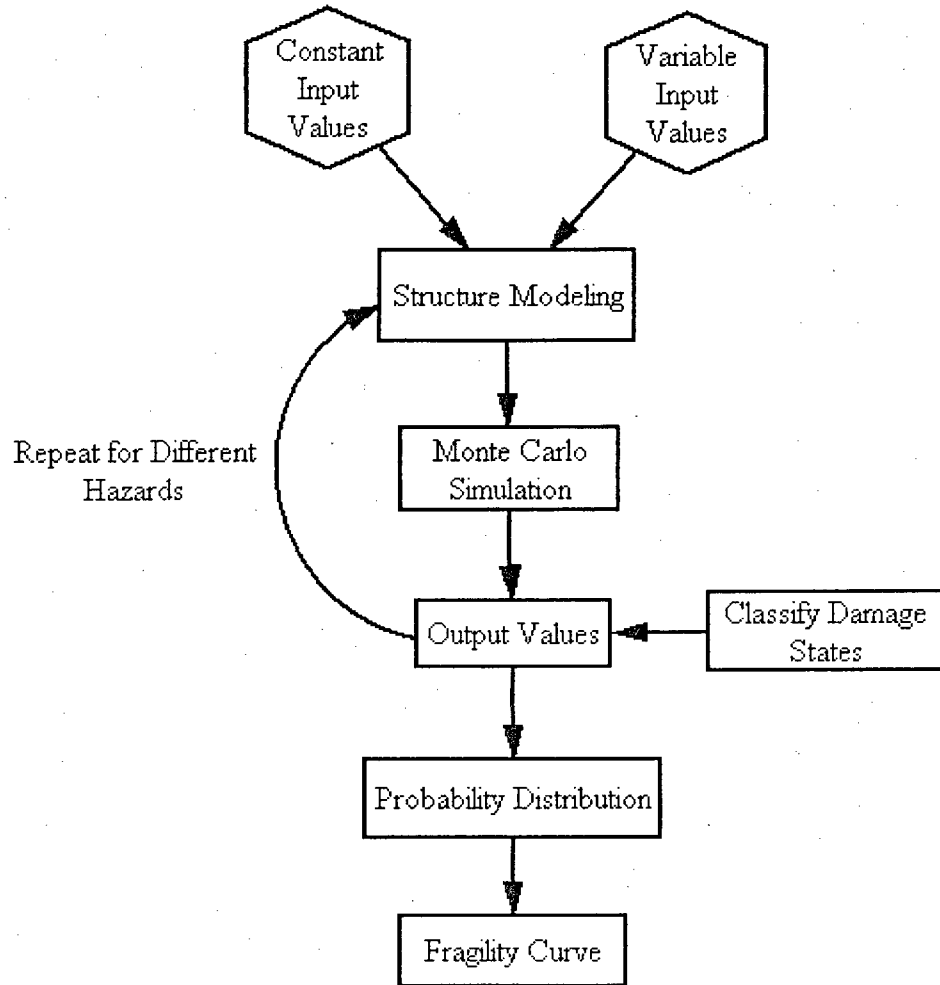 Constant
Input
Values
Variable
Input
Values
Structure Modeling
Repeat for Different
Hazards
Monte Carlo
Simulation
Output Values
Classify Damage
States
Probability Distribution
Fragility Curve